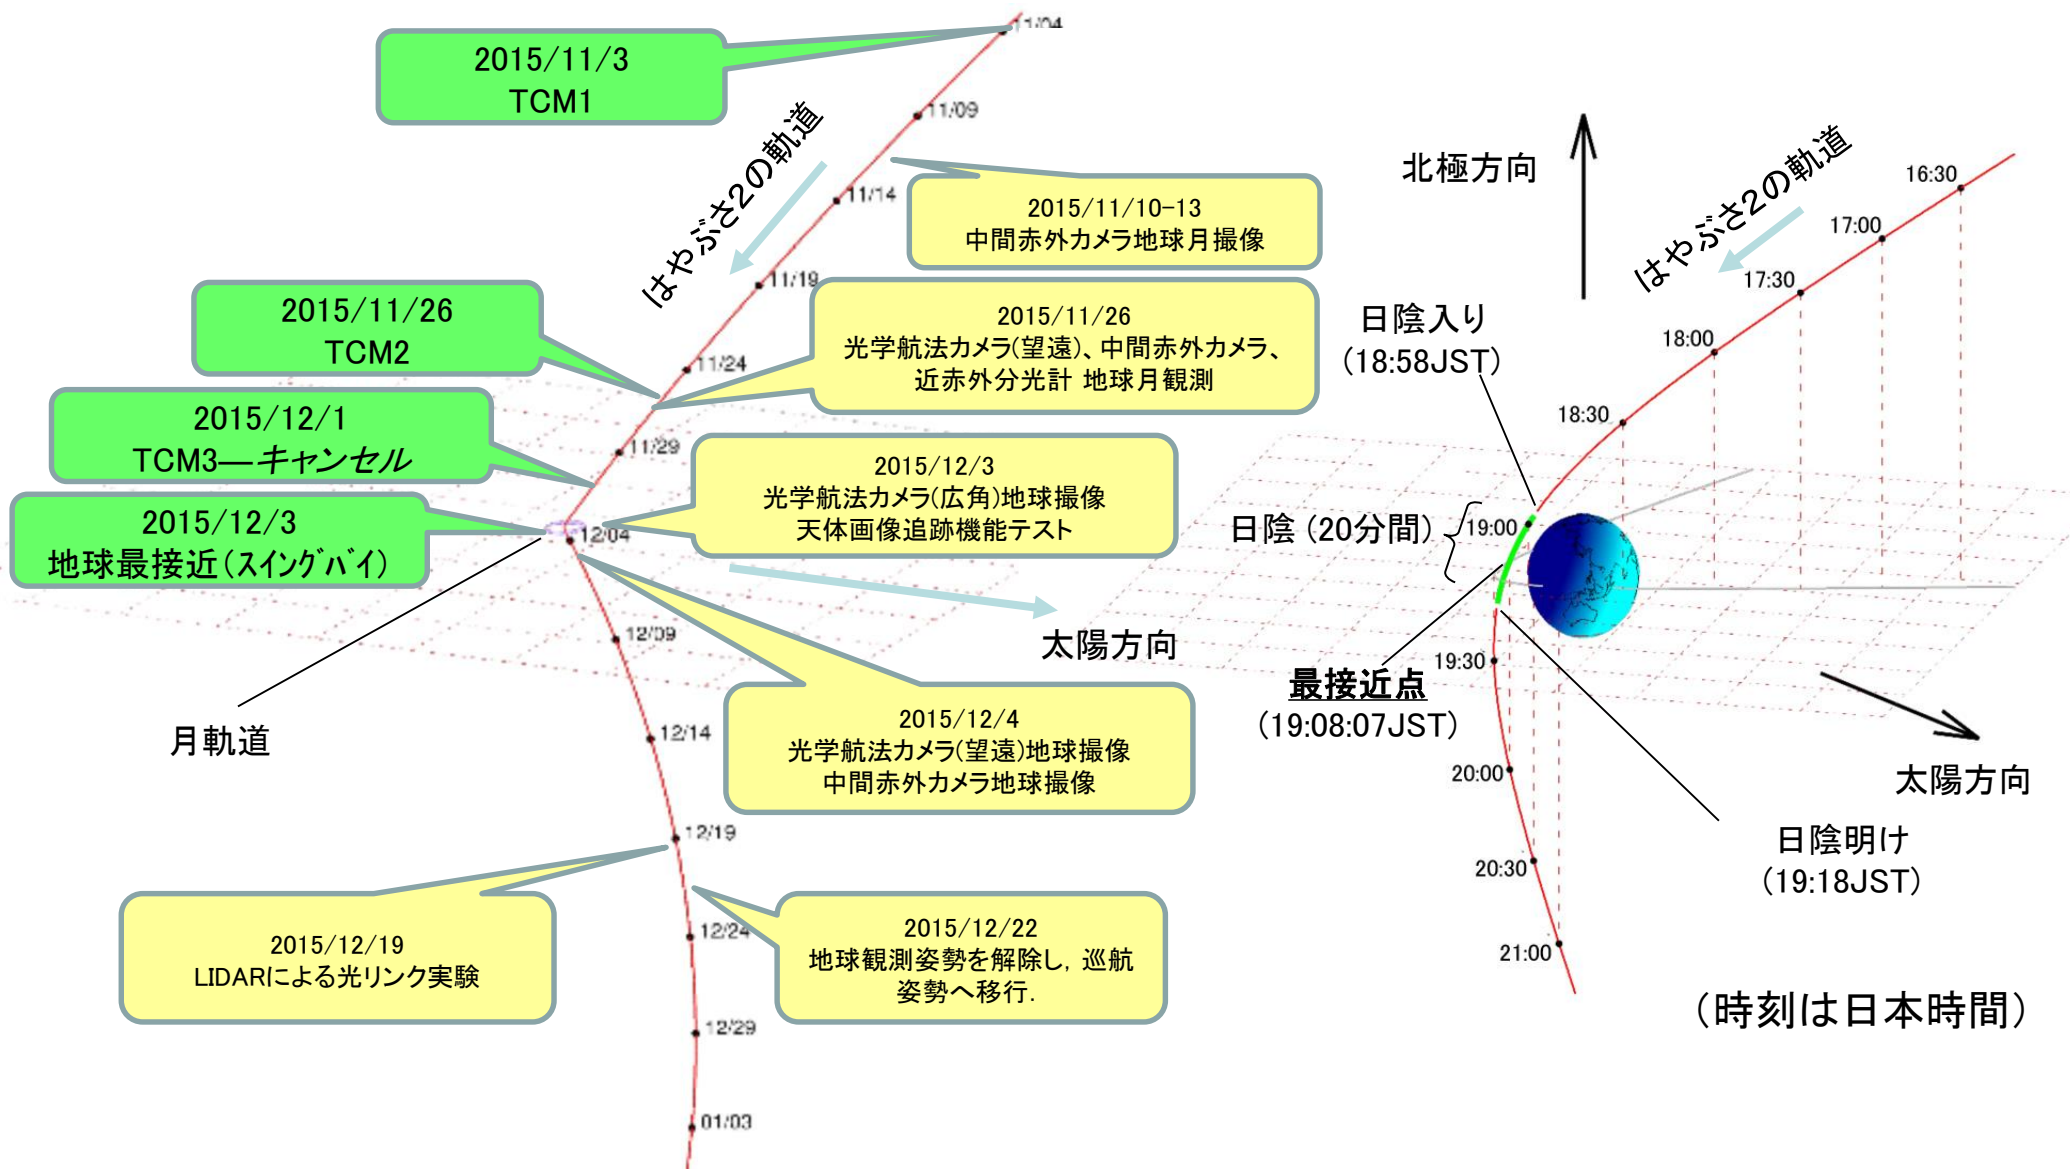 11/04
2015/11/3
TCM1
11/09
はやぶさ2の軌道
11/14
2015/11/10-13
中間赤外カメラ地球月撮像
11/19
2015/11/26
TCM2
2015/11/26
光学航法カメラ(望遠)、中間赤外カメラ、
近赤外分光計 地球月観測
11/24
2015/12/1
TCM3―キャンセル
11/29
2015/12/3
光学航法カメラ(広角)地球撮像
天体画像追跡機能テスト
2015/12/3
地球最接近(スイングバイ)
12/04
太陽方向
12/09
月軌道
12/14
2015/12/4
光学航法カメラ(望遠)地球撮像
中間赤外カメラ地球撮像
12/19
2015/12/19
LIDARによる光リンク実験
12/24
2015/12/22
地球観測姿勢を解除し, 巡航
姿勢へ移行.
12/29
01/03
北極方向
はやぶさ2の軌道
16:30
17:00
17:30
18:00
18:30
日陰入り
(18:58JST)
日陰 (20分間)
19:00
19:30
最接近点
(19:08:07JST)
20:00
太陽方向
20:30
日陰明け
(19:18JST)
21:00
(時刻は日本時間)